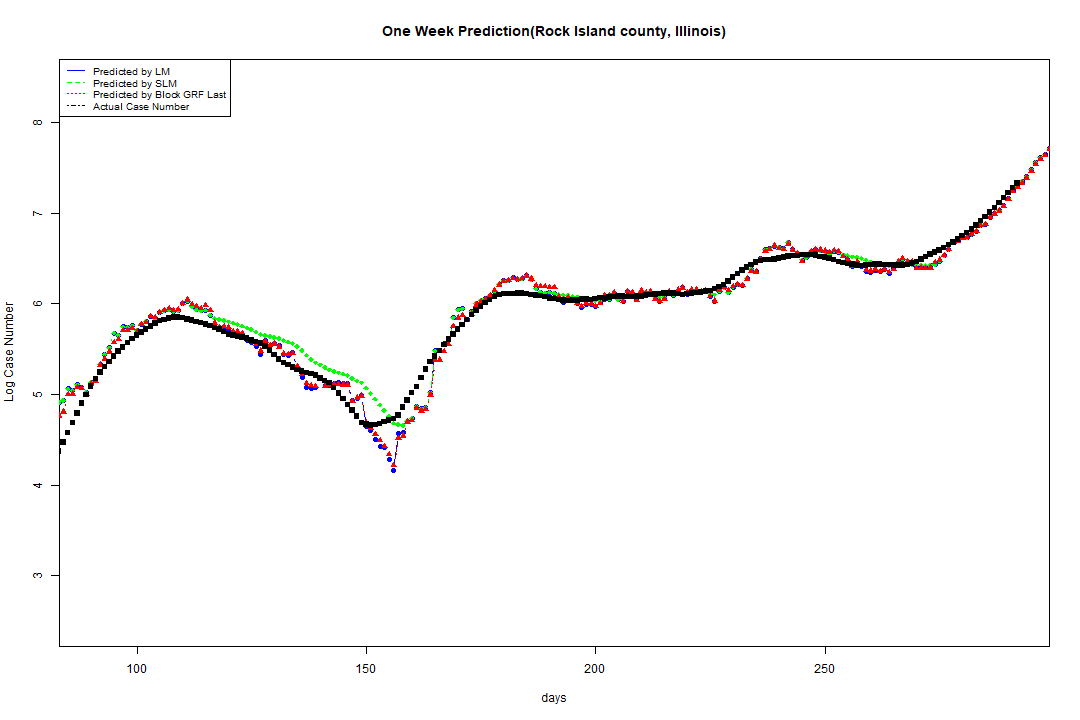 One Week Prediction(Rock Island county, Illinois)
Predicted by LM
Predicted by SLM
Predicted by Block GRF Last
Actual Case Number
8
7
6
5
4
3
Log Case Number
100 150 200 250
days